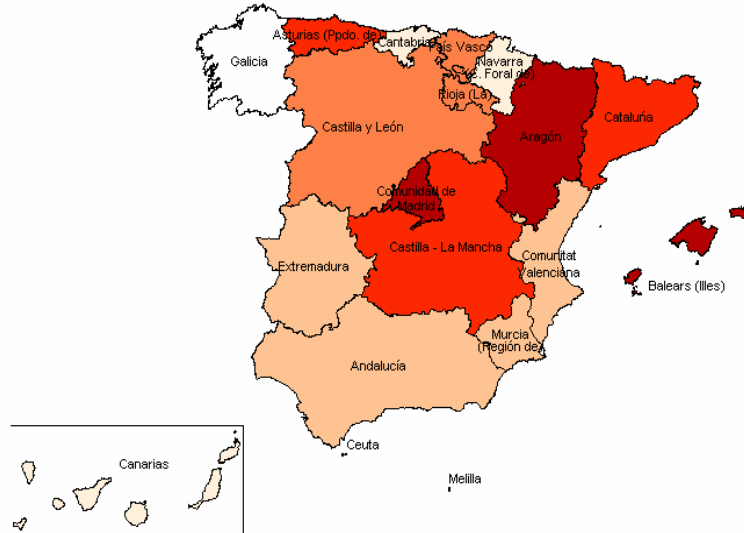 Asturias (Ppdo. de)
Cantabria
País Vasco
Galicia
Navarra
(C. Foral de)
Rioja (La)
Castilla y León
Cataluña
Aragón
Comunidad de
Madrid
Castilla - La Mancha
Comunitat
Valenciana
Extremadura
Balears (Illes)
Murcia
(Región de)
Andalucía
Ceuta
Canarias
Melilla